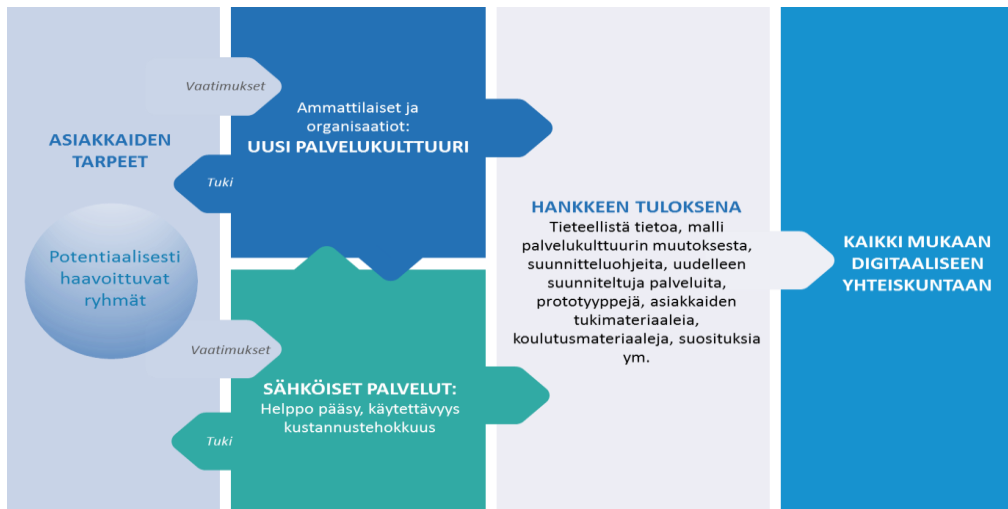 ASIAKKAIDEN
TARPEET
Potentiaalisesti
haavoittuvat
ryhmät
Vaatimukset
Tuki
Vaatimukset
Tuki
Ammattilaiset ja
organisaatiot:
UUSI PALVELUKULTTUURI
SÄHKÖISET PALVELUT:
Helppo pääsy, käytettävyys
kustannustehokkuus
HANKKEEN TULOKSENA
Tieteellistä tietoa, malli
palvelukulttuurin muutoksesta,
suunnitteluohjeita, uudelleen
suunniteltuja palveluita,
prototyyppejä, asiakkaiden
tukimateriaaleia,
koulutusmateriaaleja, suosituksia
ym.
KAIKKI MUKAAN
DIGITAALISEEN
YHTEISKUNTAAN